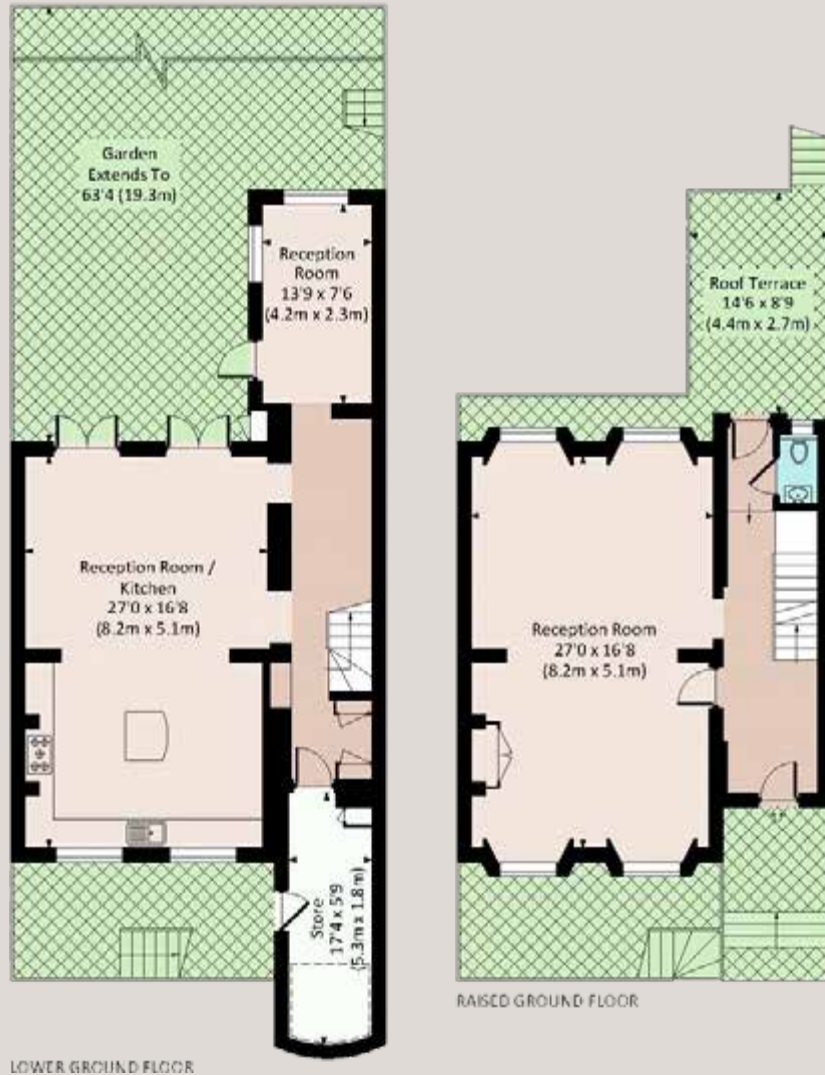 Garden
Extends To
63'4 (19.3m)
Reception
Room
13'9 x 7'6
(4.2m x 2.3m)
Reception Room /
Kitchen
27'0 x 16'8
(8.2m x 5.1m)
Store
17'4 x 5'9
(5.3m x 1.8m)
LOWER GROUND FLOOR
Roof Terrace
14'6 x 8'9
(4.4m x 2.7m)
Reception Room
27'0 x 16'8
(8.2m x 5.1m)
RAISED GROUND FLOOR